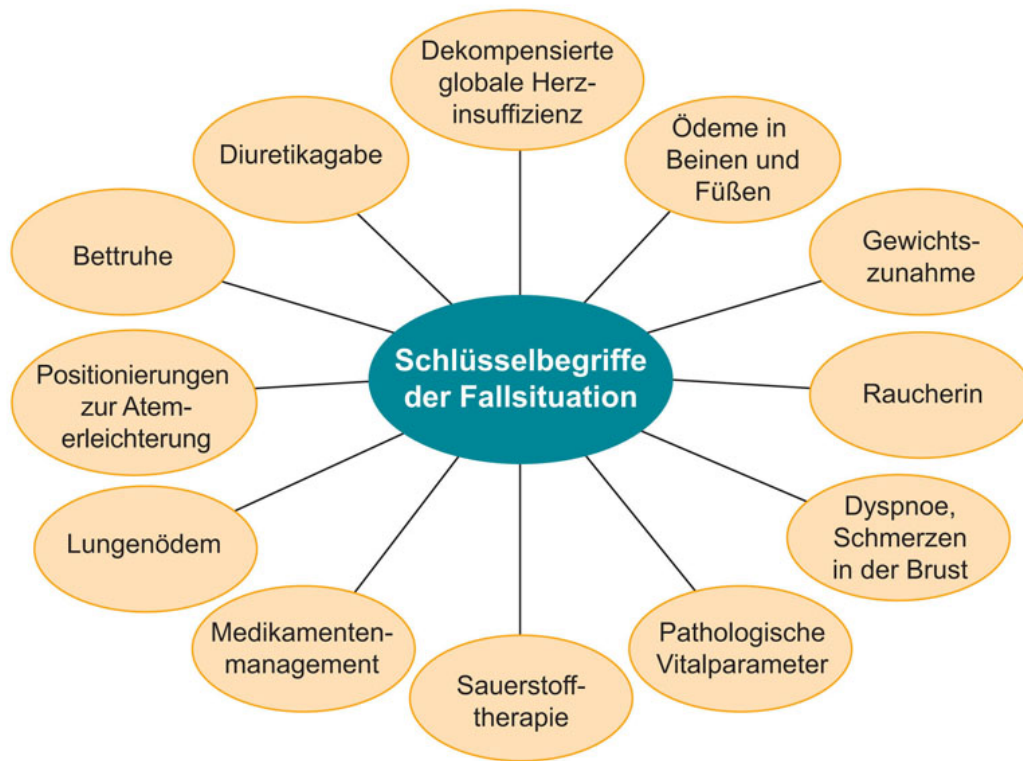 Dekompensierte
globale Herz-
insuffizienz
Ödeme in
Beinen und
Füßen
Gewichts-
zunahme
Raucherin
Dyspnoe,
Schmerzen
in der Brust
Pathologische
Vitalparameter
Sauerstoff-
therapie
Medikamenten-
management
Lungenödem
Positionierungen
zur Atem-
erleichterung
Bettruhe
Diuretikagabe
Schlüsselbegriffe
der Fallsituation